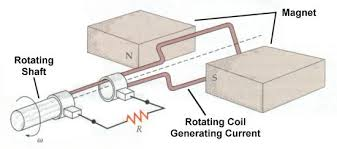 Magnet
N
Rotating
Shaft
S
Rotating Coil
Generating Current
R
ω